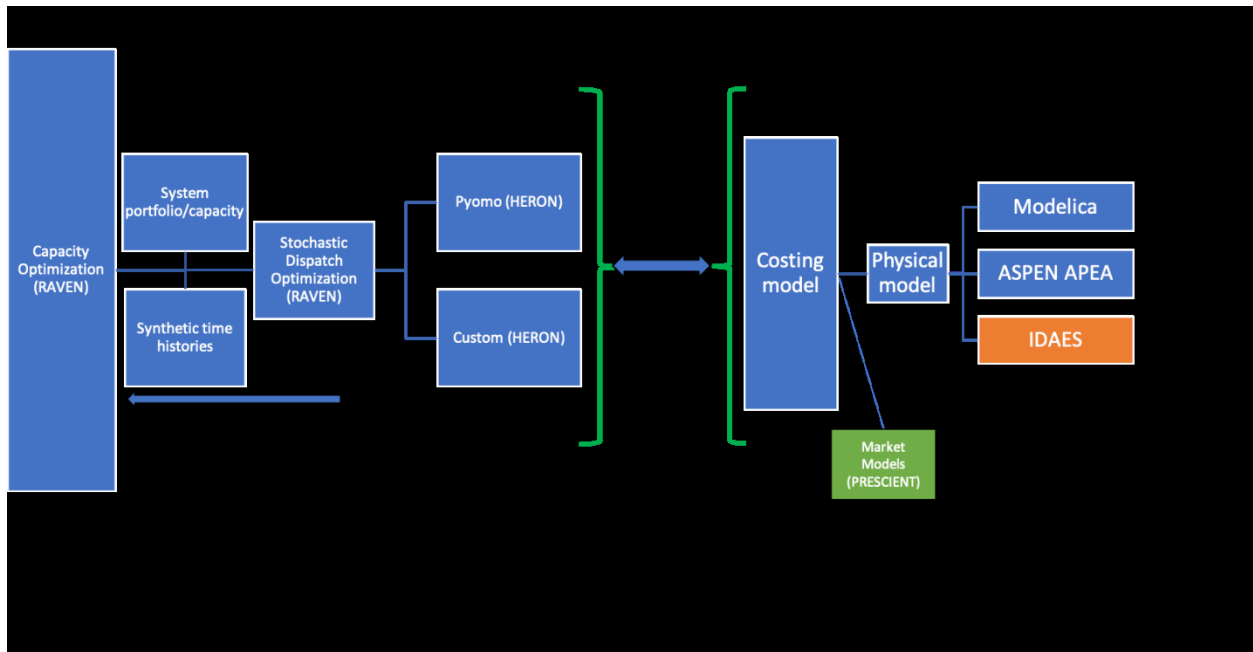 Capacity
Optimization
(RAVEN)
System
portfolio/capacity
Synthetic time
histories
Stochastic
Dispatch
Optimization
(RAVEN)
Pyomo (HERON)
Custom (HERON)
Costing
model
Market
Models
(PRESCIENT)
Physical
model
Modelica
ASPEN APEA
IDAES